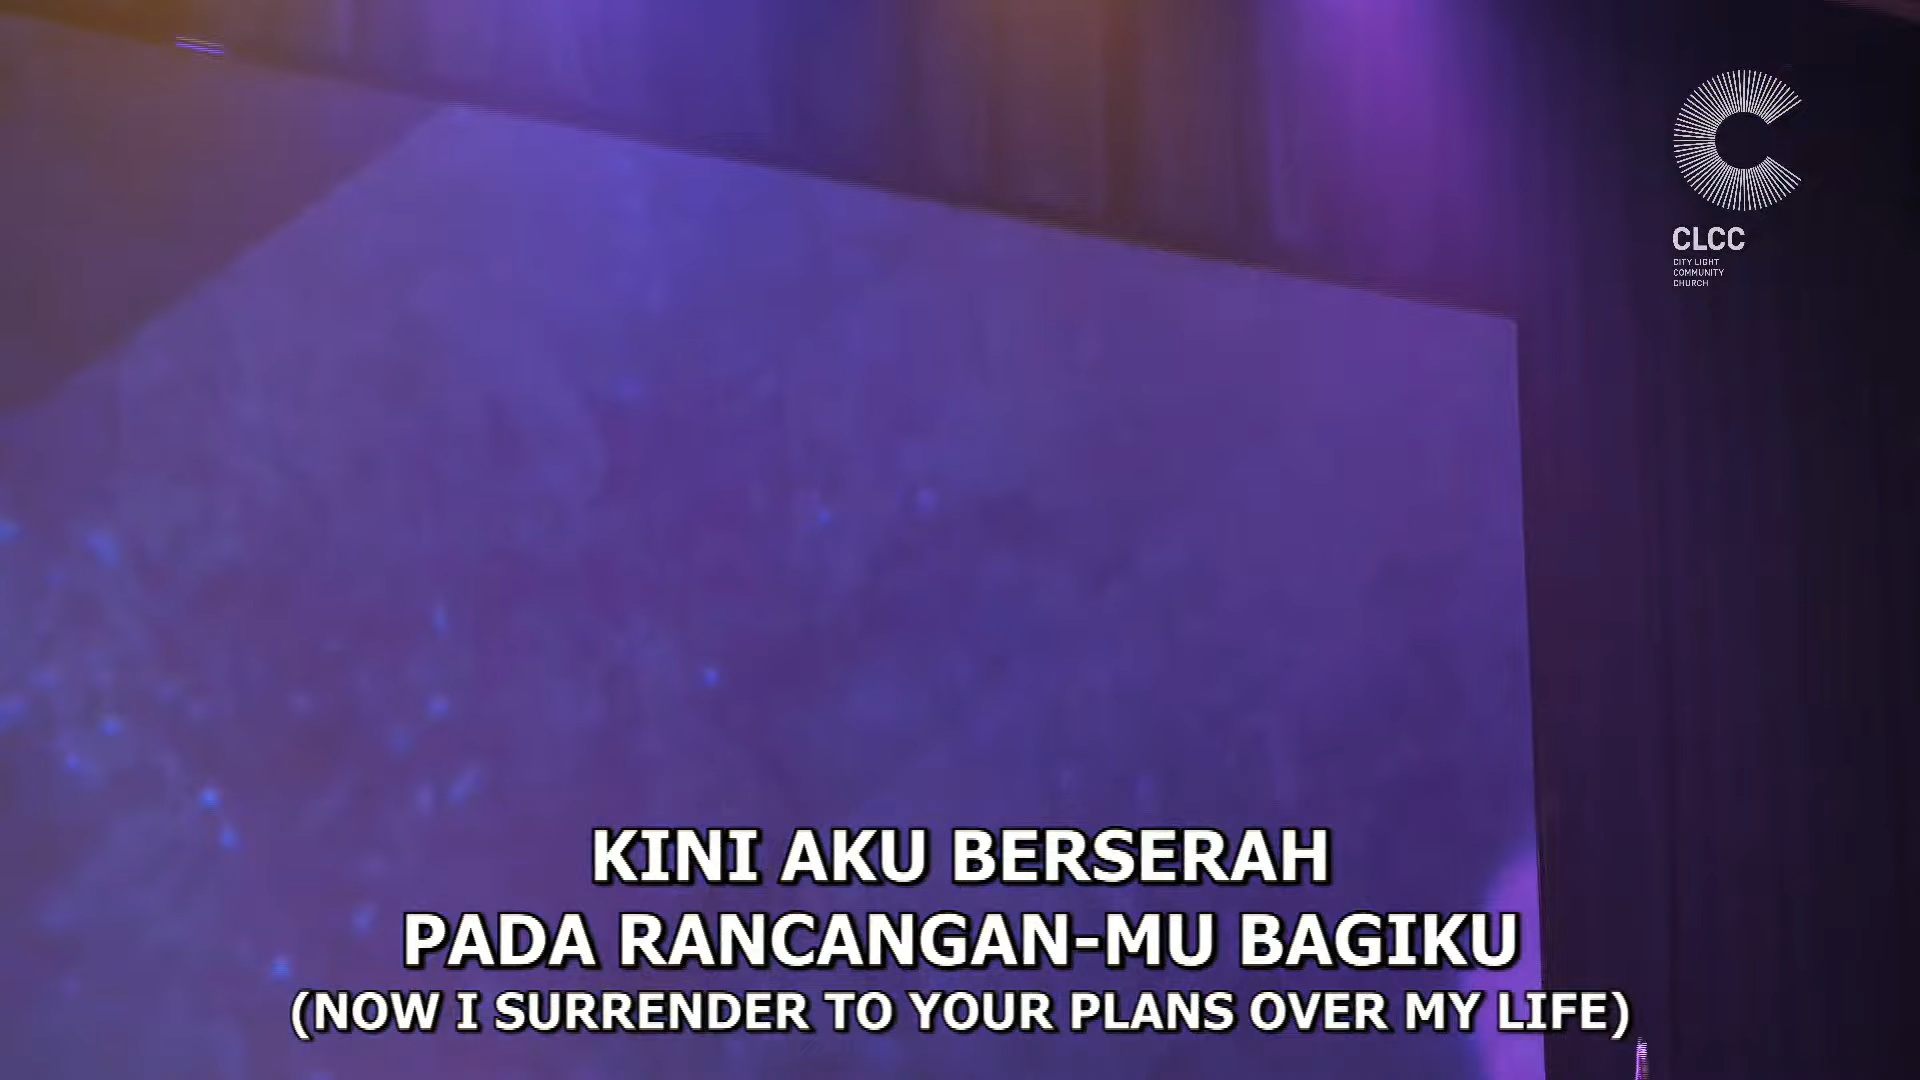 CLCC
CITY LIGHT
COMMUNITY
CHURCH
KINI AKU BERSERAH
PADA RANCANGAN-MU BAGIKU
(NOW I SURRENDER TO YOUR PLANS OVER MY LIFE)